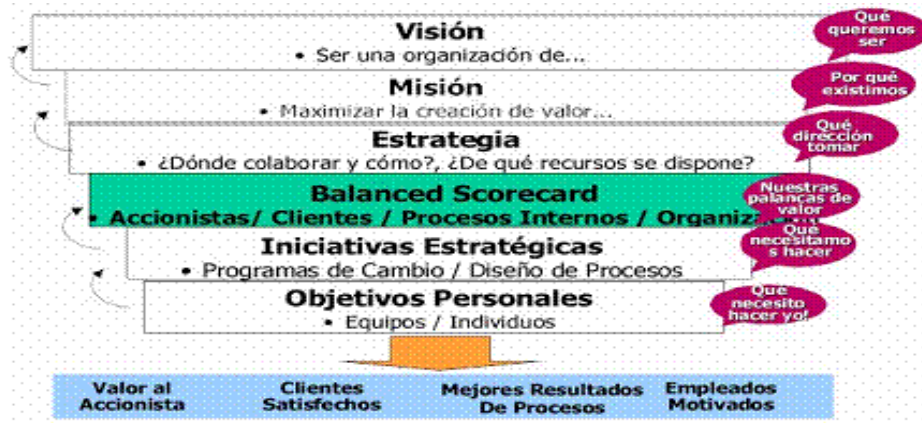 Visión
• Ser una organización de...
Qué
queremos
ser
Misión
• Maximizar la creación de valor...
Por qué
existimos
Estrategia
• ¿Dónde colaborar y cómo?, ¿De qué recursos se dispone?
Qué
dirección
tomar
Balanced Scorecard
• Accionistas/ Clientes / Procesos Internos / Organización
Nuestras
palancas de
valor
Iniciativas Estratégicas
• Programas de Cambio / Diseño de Procesos
Qué
necesitamo
s hacer
Objetivos Personales
• Equipos / Individuos
Qué
necesito
hacer yo!
Valor al
Accionista
Clientes
Satisfechos
Mejores Resultados
De Procesos
Empleados
Motivados